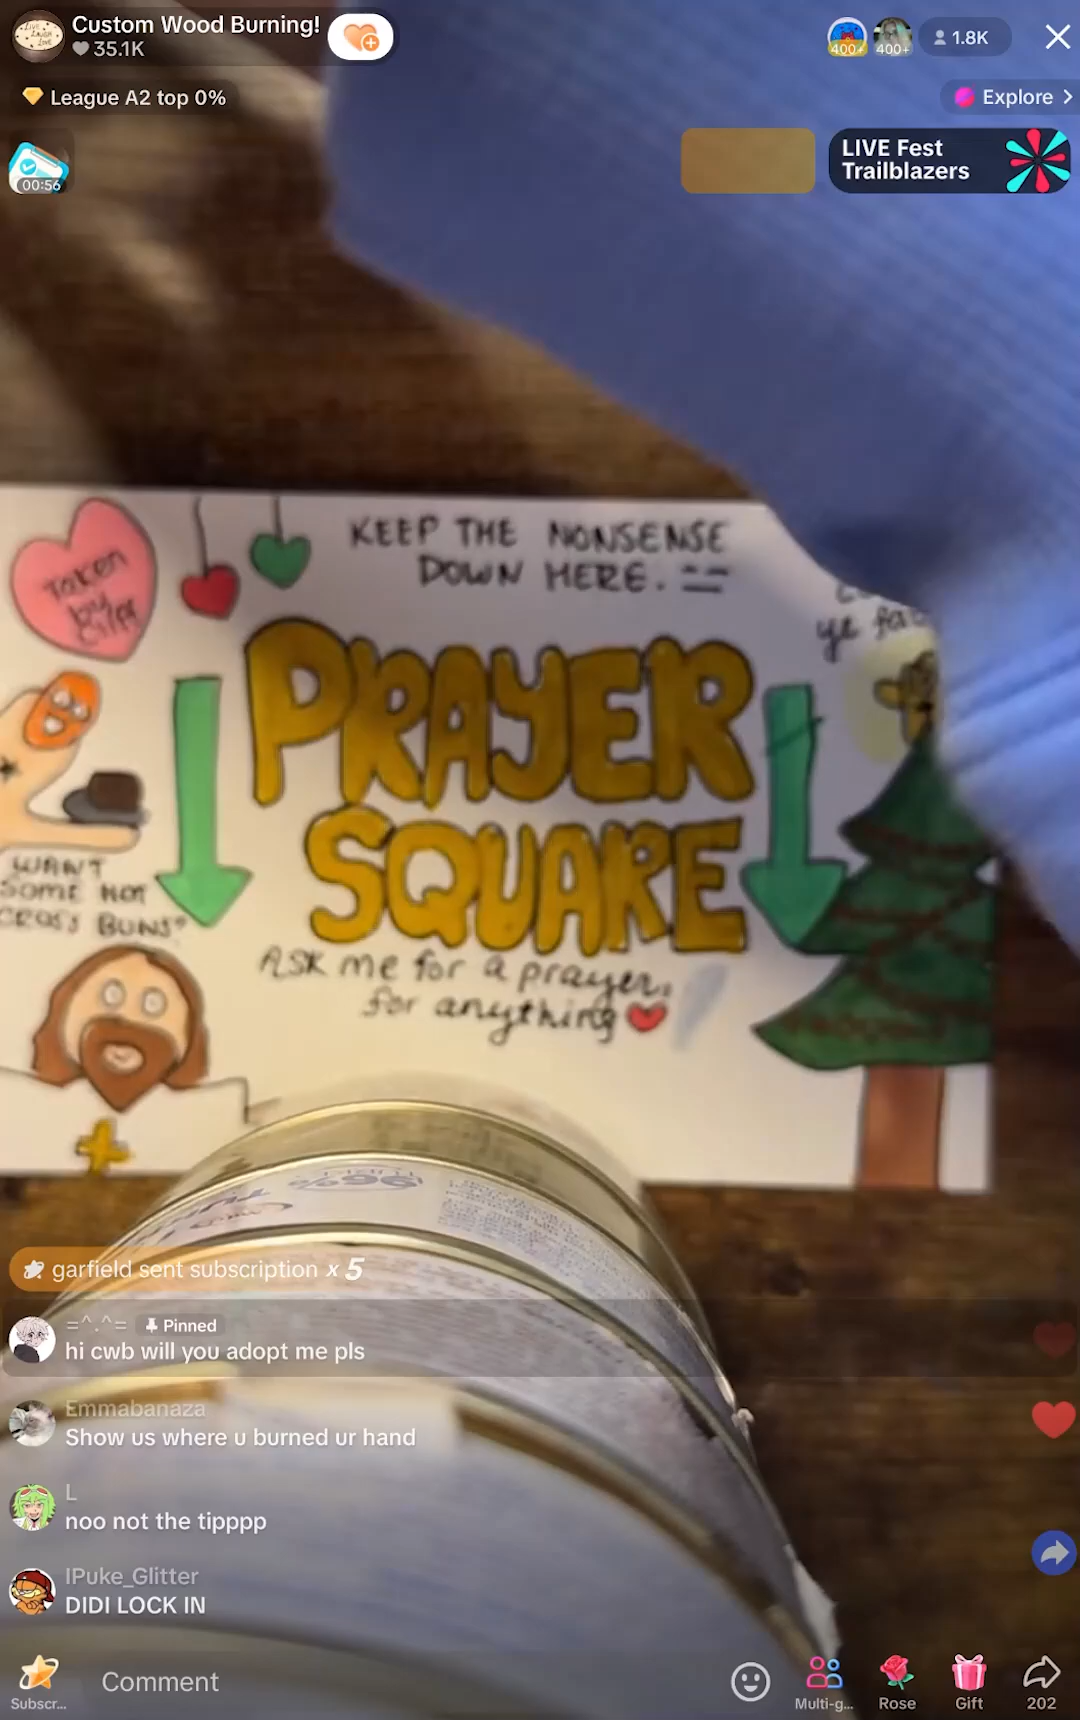 Custom Wood Burning!
35.1K
400+
400+
1.8K
League A2 top 0%
Explore >
00:56
LIVE Fest
Trailblazers
KEEP THE NONSENSE
DOWN HERE.
Taken
by
ye
PRAYER
SQUARE
WANT
SOME HOT
CROSS BUNS?
ASK me for a prayer,
for anything
96%
garfield sent subscription x 5
=^.^= Pinned
hi cwb will you adopt me pls
Emmabanaza
Show us where u burned ur hand
L
noo not the tipppp
IPuke_Glitter
DIDI LOCK IN
Subscr...
Comment
Multi-g...
Rose
Gift
202